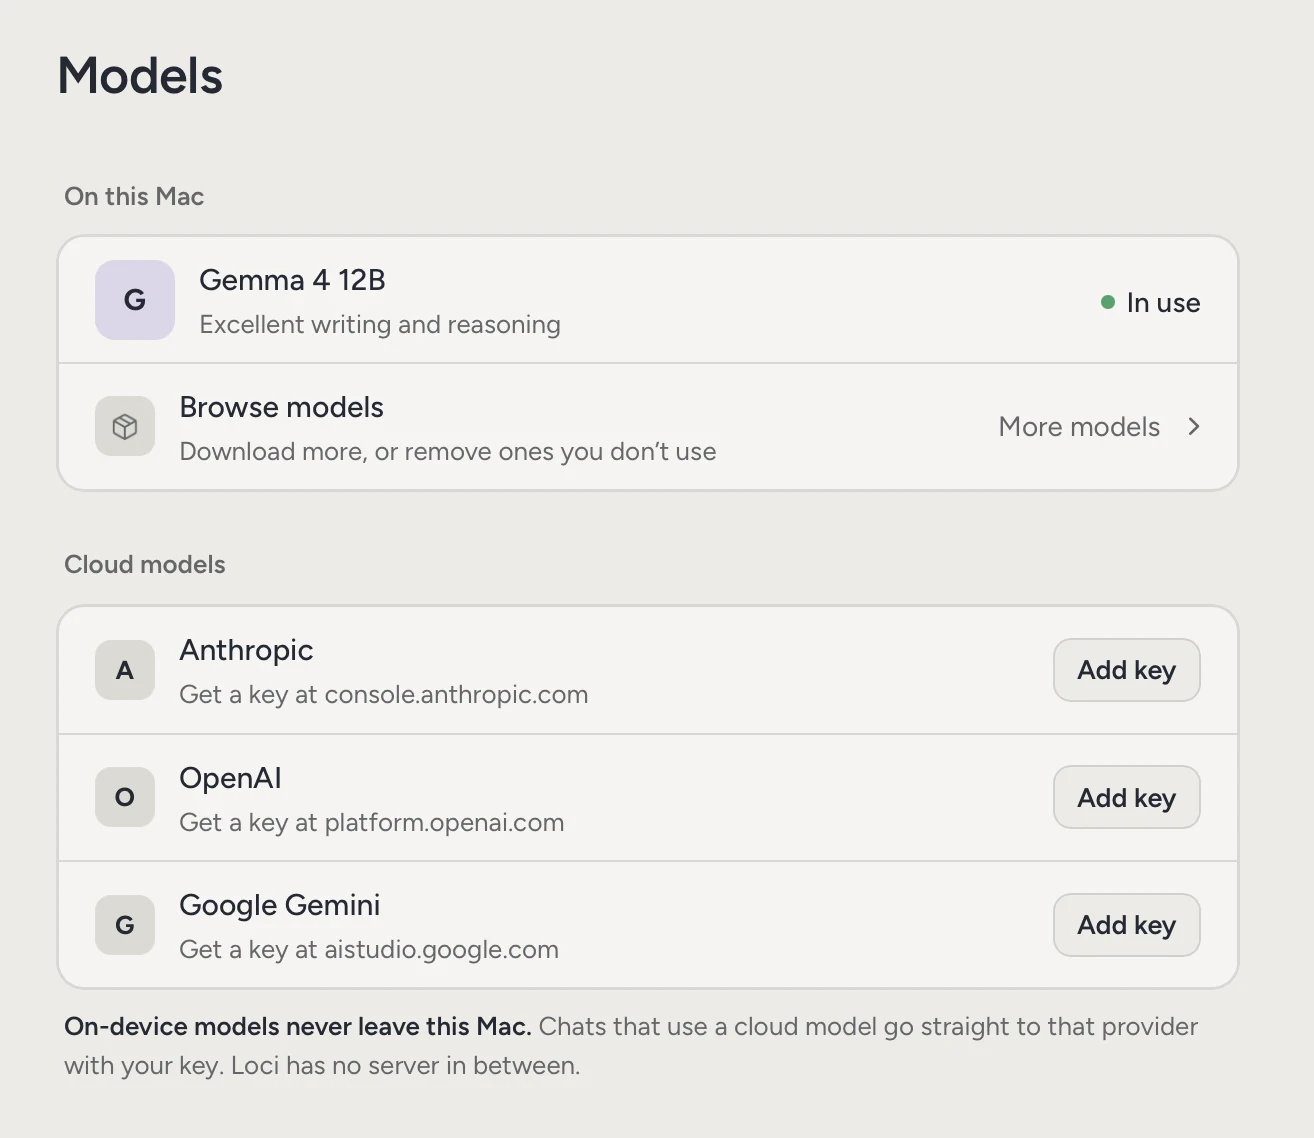 Models
On this Mac
G
Gemma 4 12B
Excellent writing and reasoning
In use
Browse models
Download more, or remove ones you don’t use
More models
Cloud models
A
Anthropic
Get a key at console.anthropic.com
Add key
O
OpenAI
Get a key at platform.openai.com
Add key
G
Google Gemini
Get a key at aistudio.google.com
Add key
On-device models never leave this Mac. Chats that use a cloud model go straight to that provider
with your key. Loci has no server in between.